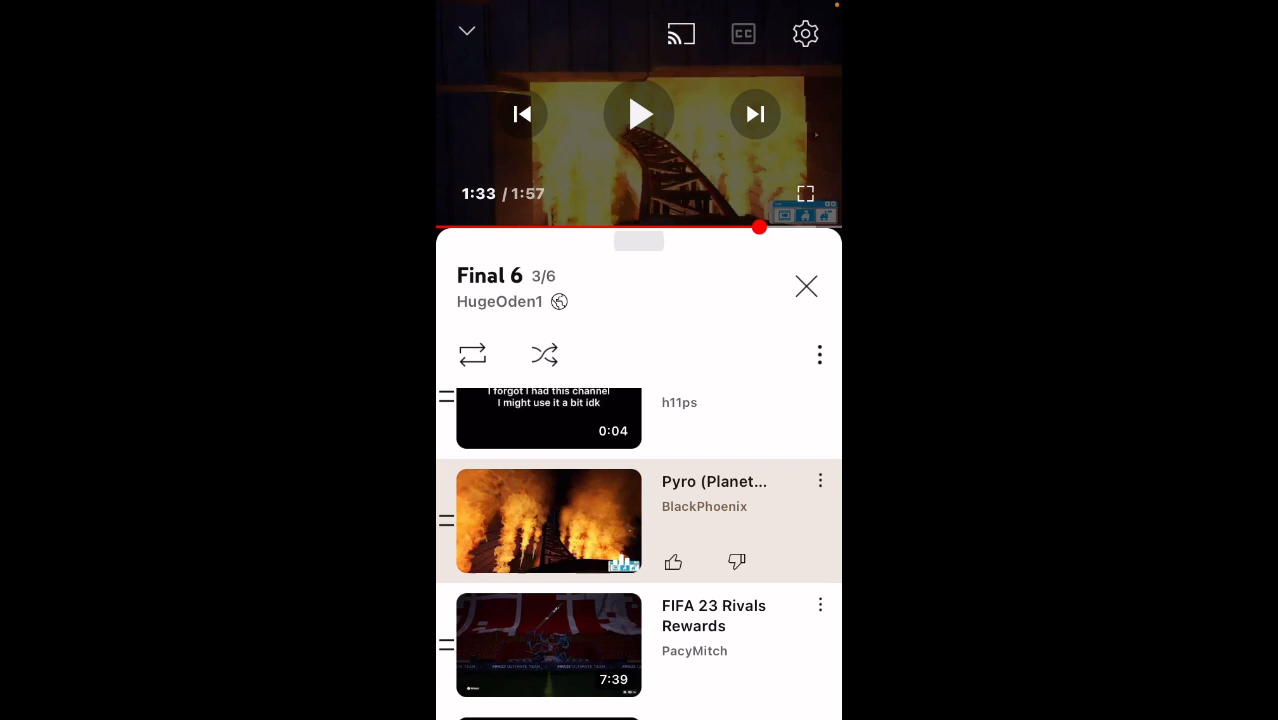 CC
1:33 / 1:57
Final 6 3/6
HugeOden1
I forgot I had this channel
I might use it a bit idk
0:04
h11ps
Pyro (Planet...
BlackPhoenix
FIFA 23 Rivals
Rewards
PacyMitch
7:39